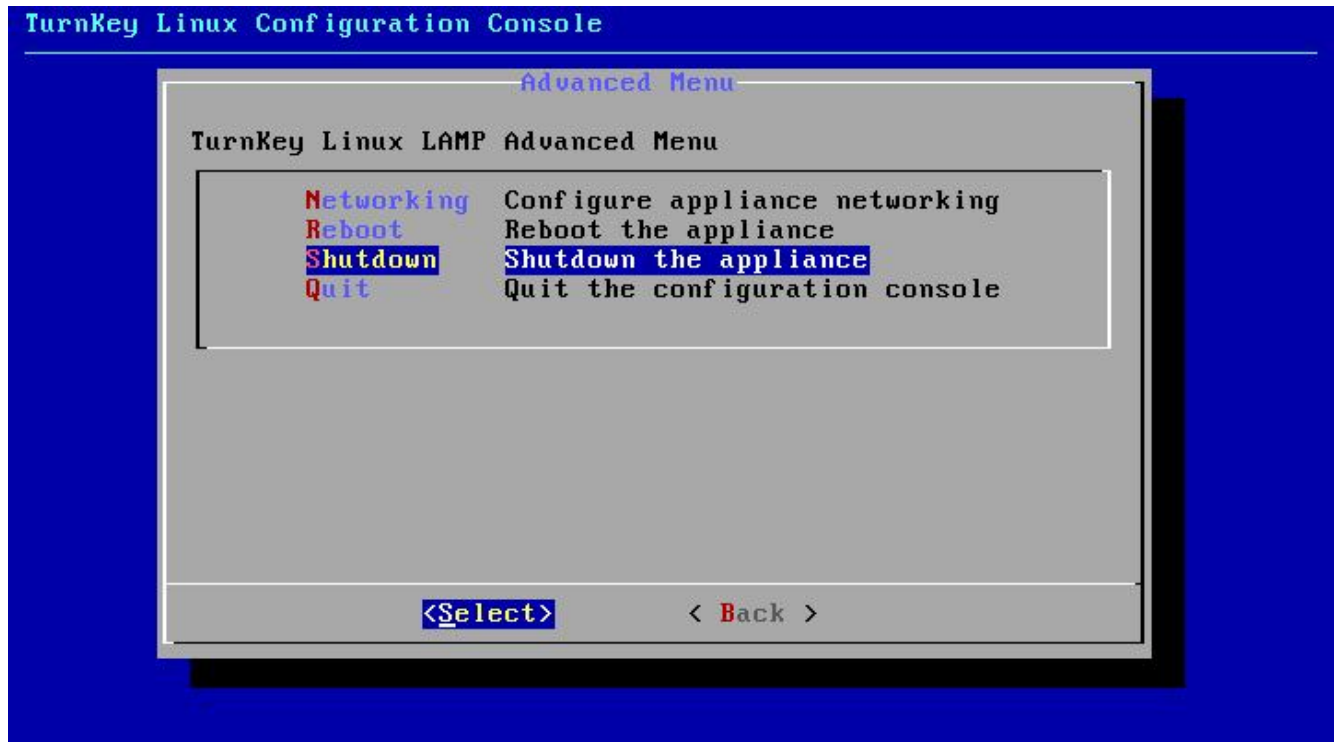 TurnKey Linux Configuration Console
Advanced Menu
TurnKey Linux LAMP Advanced Menu
Networking Configure appliance networking
Reboot Reboot the appliance
Shutdown Shutdown the appliance
Quit Quit the configuration console
<Select> < Back >